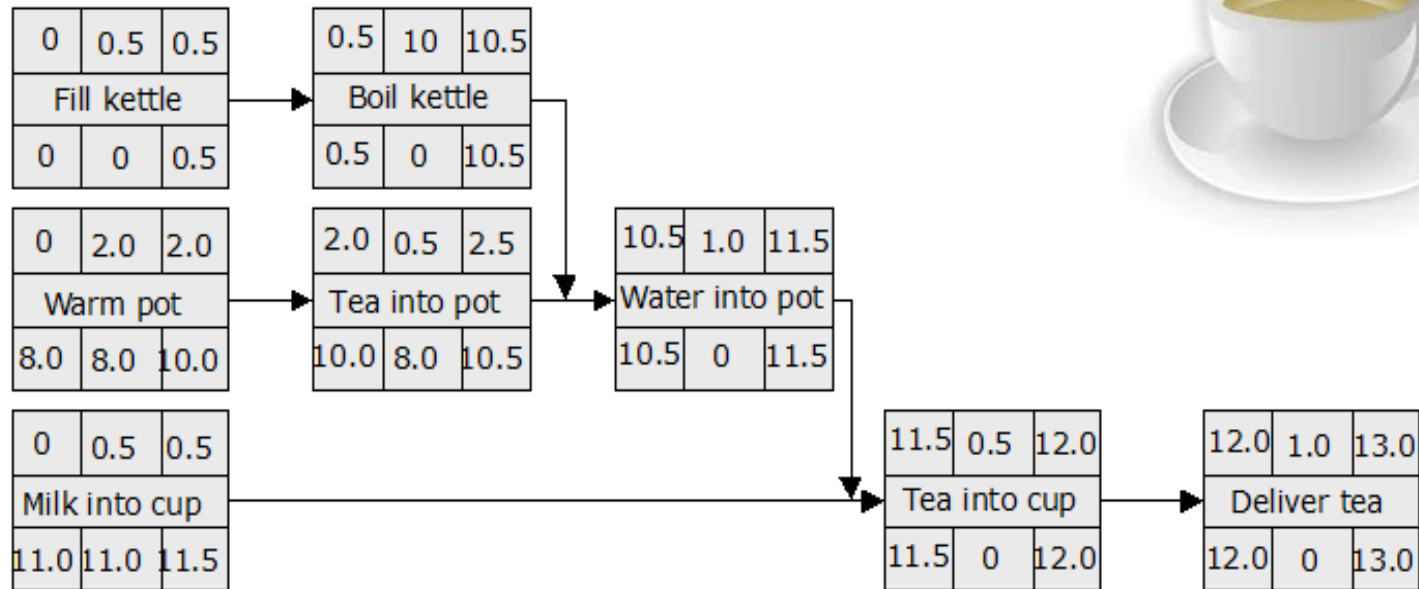 0 0.5 0.5
Fill kettle
0 0 0.5
0.5 10 10.5
Boil kettle
0.5 0 10.5
0 2.0 2.0
Warm pot
8.0 8.0 10.0
2.0 0.5 2.5
Tea into pot
10.0 8.0 10.5
10.5 1.0 11.5
Water into pot
10.5 0 11.5
0 0.5 0.5
Milk into cup
11.0 11.0 11.5
11.5 0.5 12.0
Tea into cup
11.5 0 12.0
12.0 1.0 13.0
Deliver tea
12.0 0 13.0